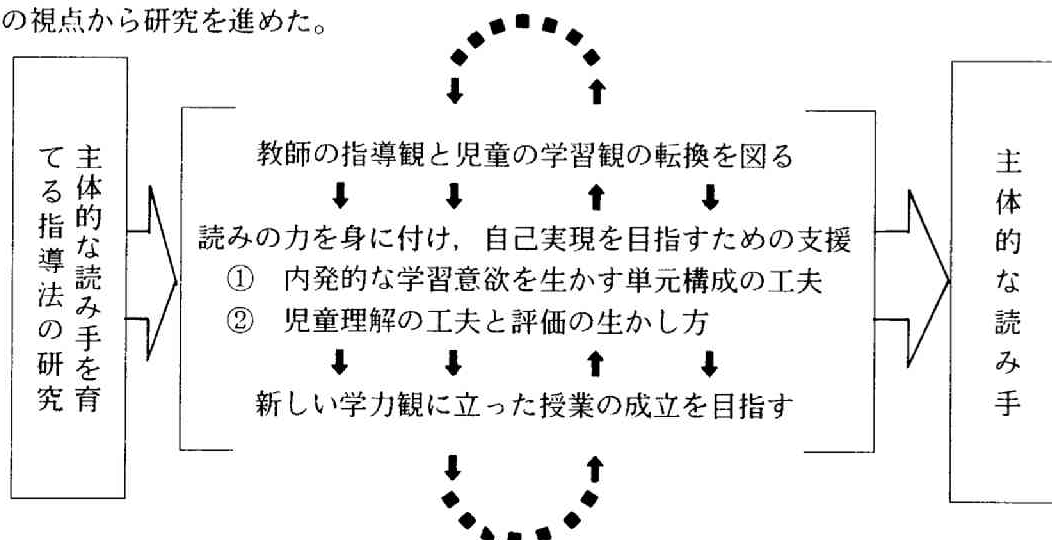 の視点から研究を進めた。
主体的な読み手を育
てる指導法の研究
教師の指導観と児童の学習観の転換を図る
読みの力を身に付け，自己実現を目指すための支援
① 内発的な学習意欲を生かす単元構成の工夫
② 児童理解の工夫と評価の生かし方
新しい学力観に立った授業の成立を目指す
主体的な読み手